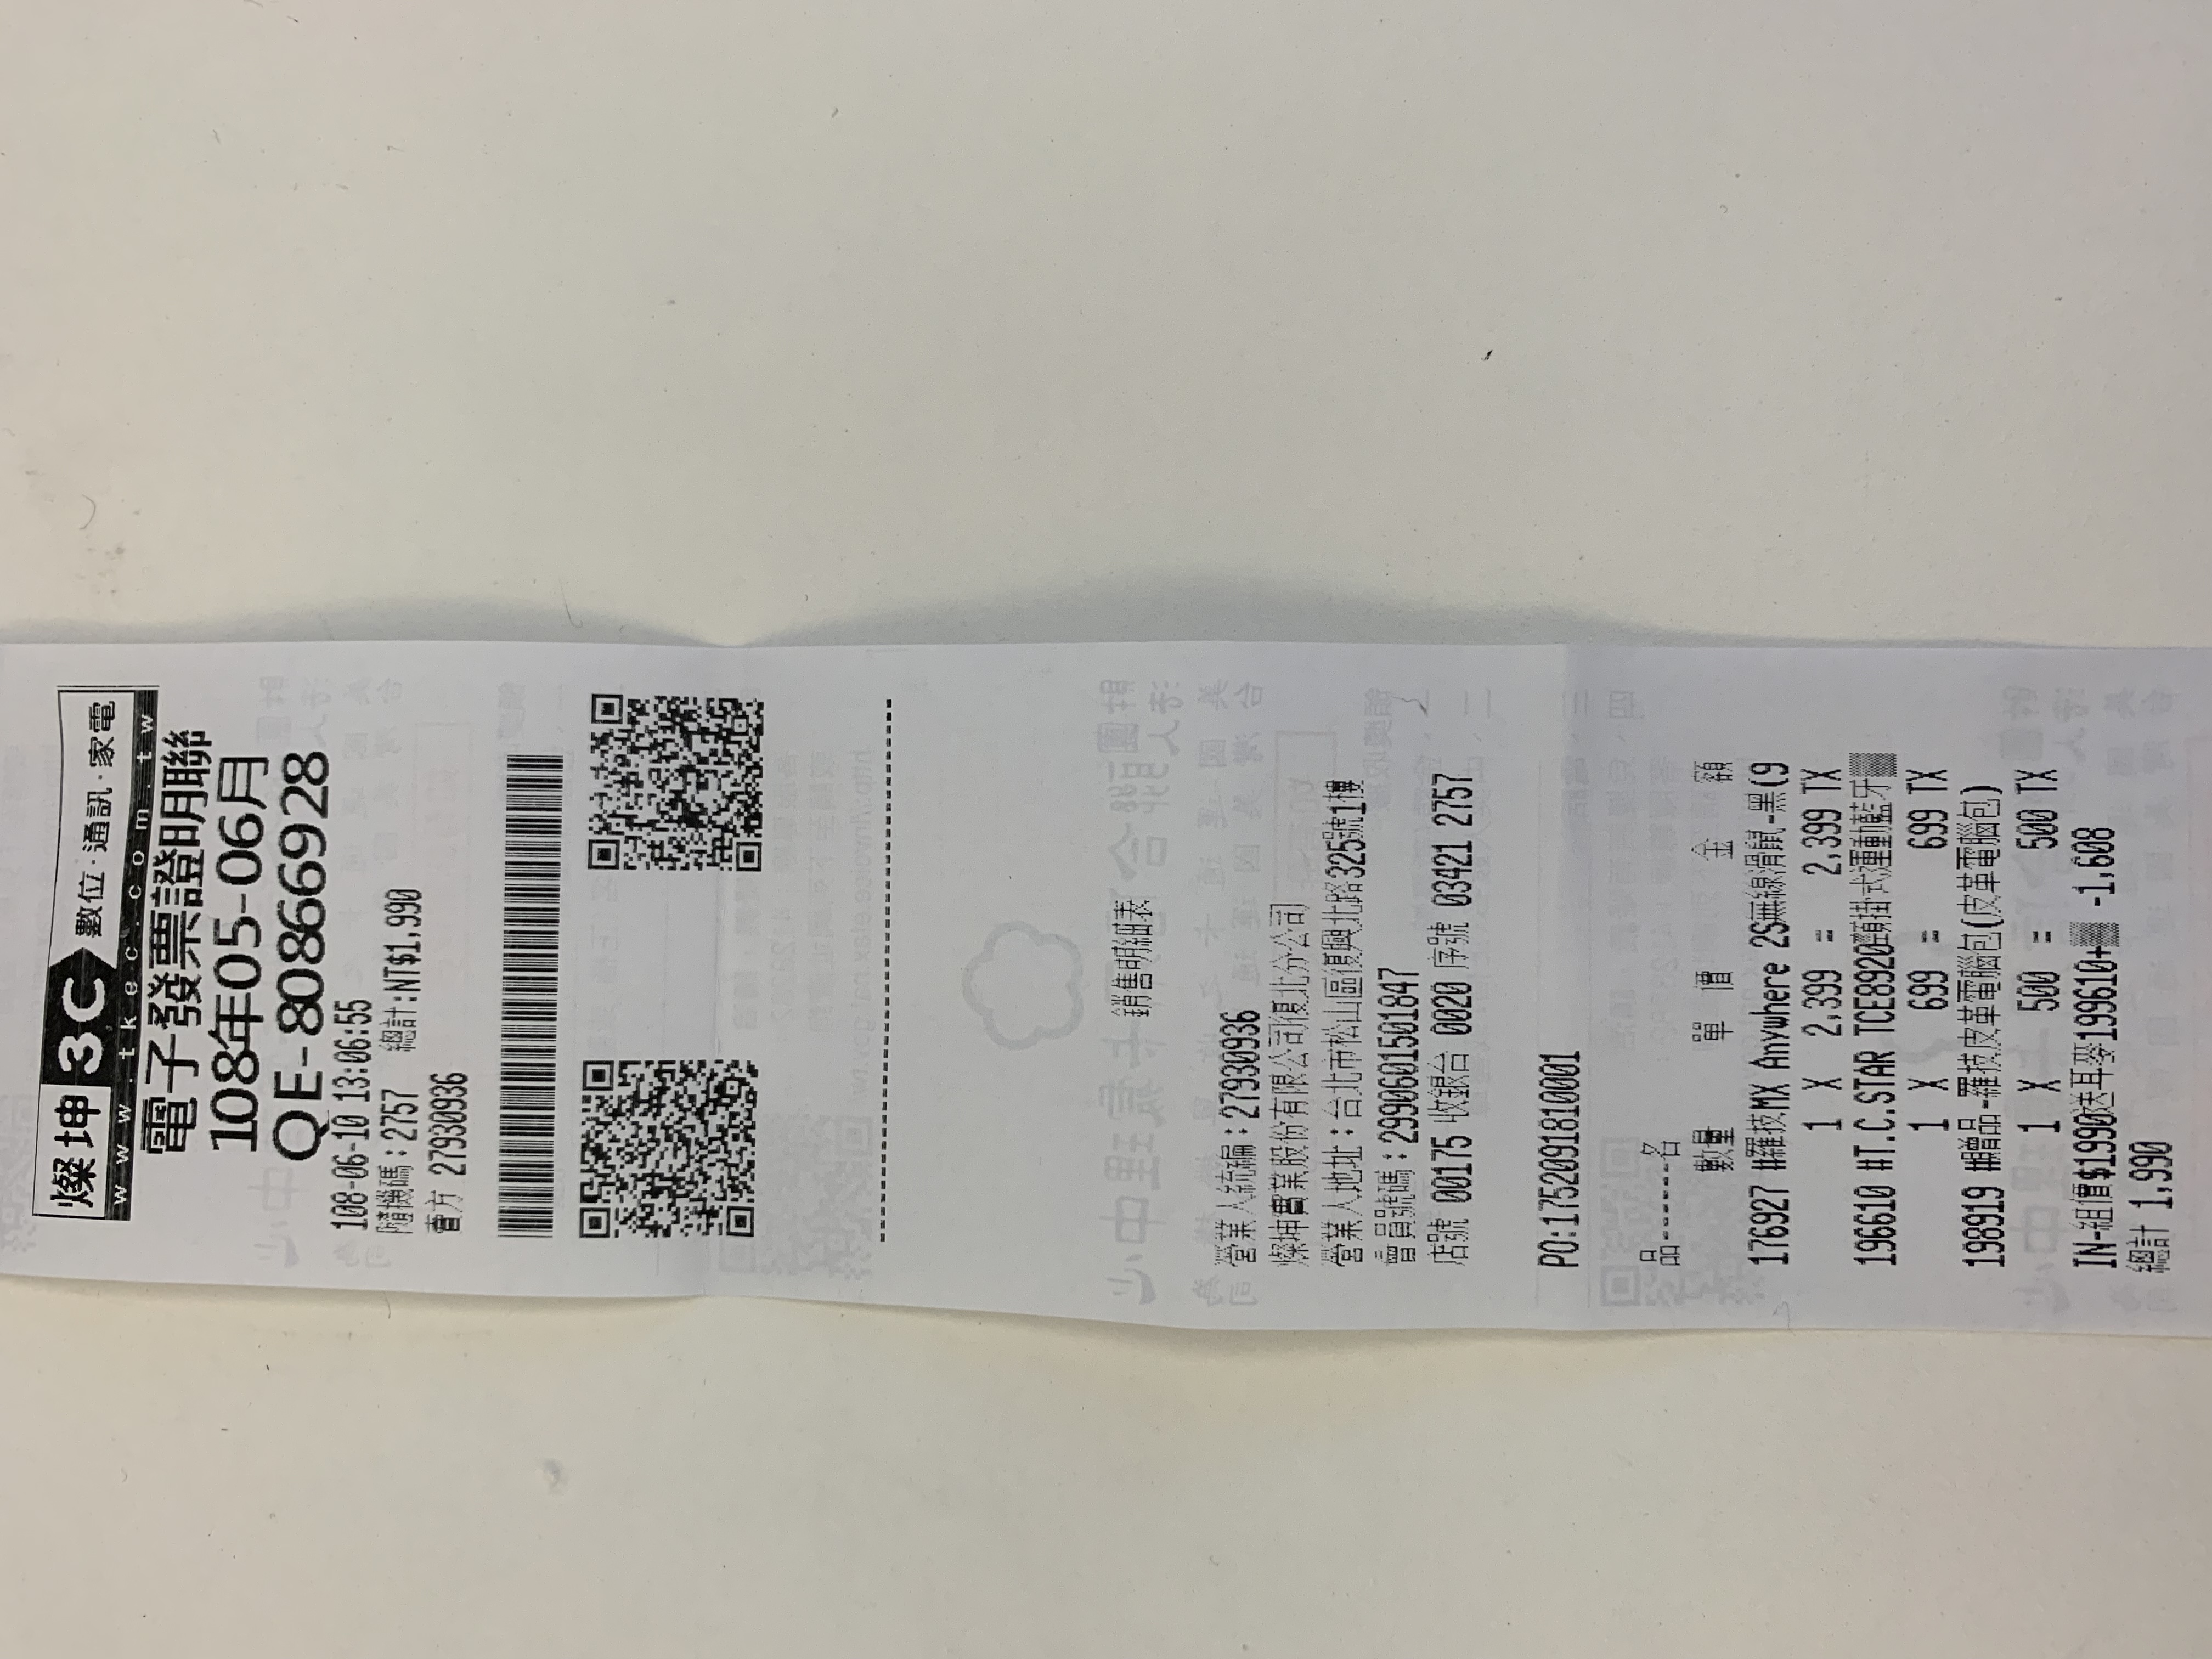 燦坤 3C 數位·通訊·家電
www.tkec.com.tw
電子發票證明聯
108年05-06月
QE-80866928
108-06-10 13:06:55
隨機碼:2757 總計:NT$1,990
賣方 27930936
銷售明細表
營業人統編:27930936
燦坤實業股份有限公司復北分公司
營業人地址:台北市松山區復興北路325號1樓
會員號碼:2990601501847
店號 00175 收銀台 0020 序號 03421 2757
PO:1752091810001
品------名
數量 單 價 金 額
176927 #羅技MX Anywhere 2S無線滑鼠-黑(9
1 X 2,399 = 2,399 TX
196610 #T.C.STAR TCE8920頸掛式運動藍牙
1 X 699 = 699 TX
198919 #贈品-羅技皮革電腦包(皮革電腦包)
1 X 500 = 500 TX
IN-組價$1990送耳麥199610+ -1,608
總計 1,990